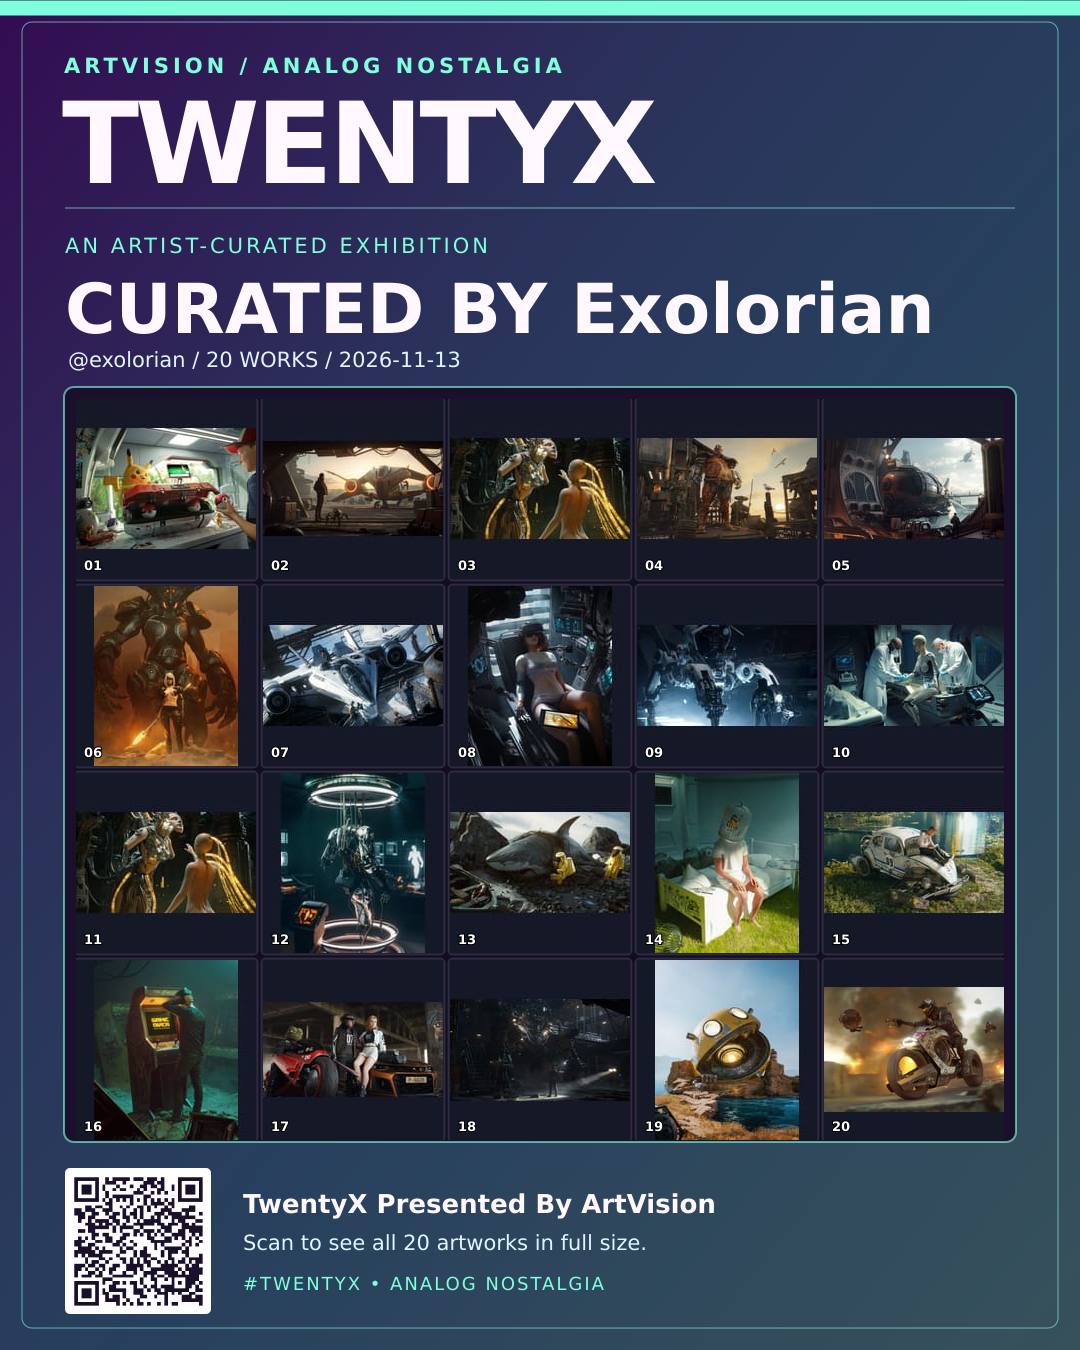 ARTVISION / ANALOG NOSTALGIA
TWENTYX
AN ARTIST-CURATED EXHIBITION
CURATED BY Exolorian
@exolorian / 20 WORKS / 2026-11-13
01
02
03
04
05
06
07
08
09
10
11
12
13
14
15
GAME OVER
16
17
18
19
20
TwentyX Presented By ArtVision
Scan to see all 20 artworks in full size.
#TWENTYX • ANALOG NOSTALGIA